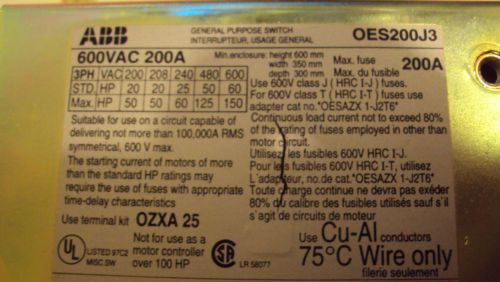 ABB
GENERAL PURPOSE SWITCH
INTERRUPTEUR, USAGE GENERAL
OES200J3
600VAC 200A
Min.enclosure: height 600 mm
width 350 mm
depth 300 mm
Max. fuse
Max. du fusible
200A
3PH VAC 200 208 240 480 600
STD. HP 20 20 25 50 60
Max. HP 50 50 60 125 150
Suitable for use on a circuit capable of
delivering not more than 100,000A RMS
symmetrical, 600 V max.
The starting current of motors of more
than the standard HP ratings may
require the use of fuses with appropriate
time-delay characteristics
Use terminal kit OZXA 25
Use 600V class J ( HRC I-J ) fuses.
For 600V class T ( HRC I-T ) fuses use
adapter cat no."OESAZX 1-J2T6"
Continuous load current not to exceed 80%
of the rating of fuses employed in other than
motor circuit.
Utilisez les fusibles 600V HRC I-J.
Pour les fusibles 600V HRC I-T, utilisez
L'adapteur, no.de cat. "OESAZX 1-J2T6"
Toute charge continue ne devra pas exéder
80% du calibre des fusibles utilisés sauf s'il
s'agit de circuits de moteur
UL
LISTED 97C2
MISC.SW
Not for use as a
motor controller
over 100 HP
SA
LR 58077
Use Cu-Al conductors
75°C Wire only
filerie seulement